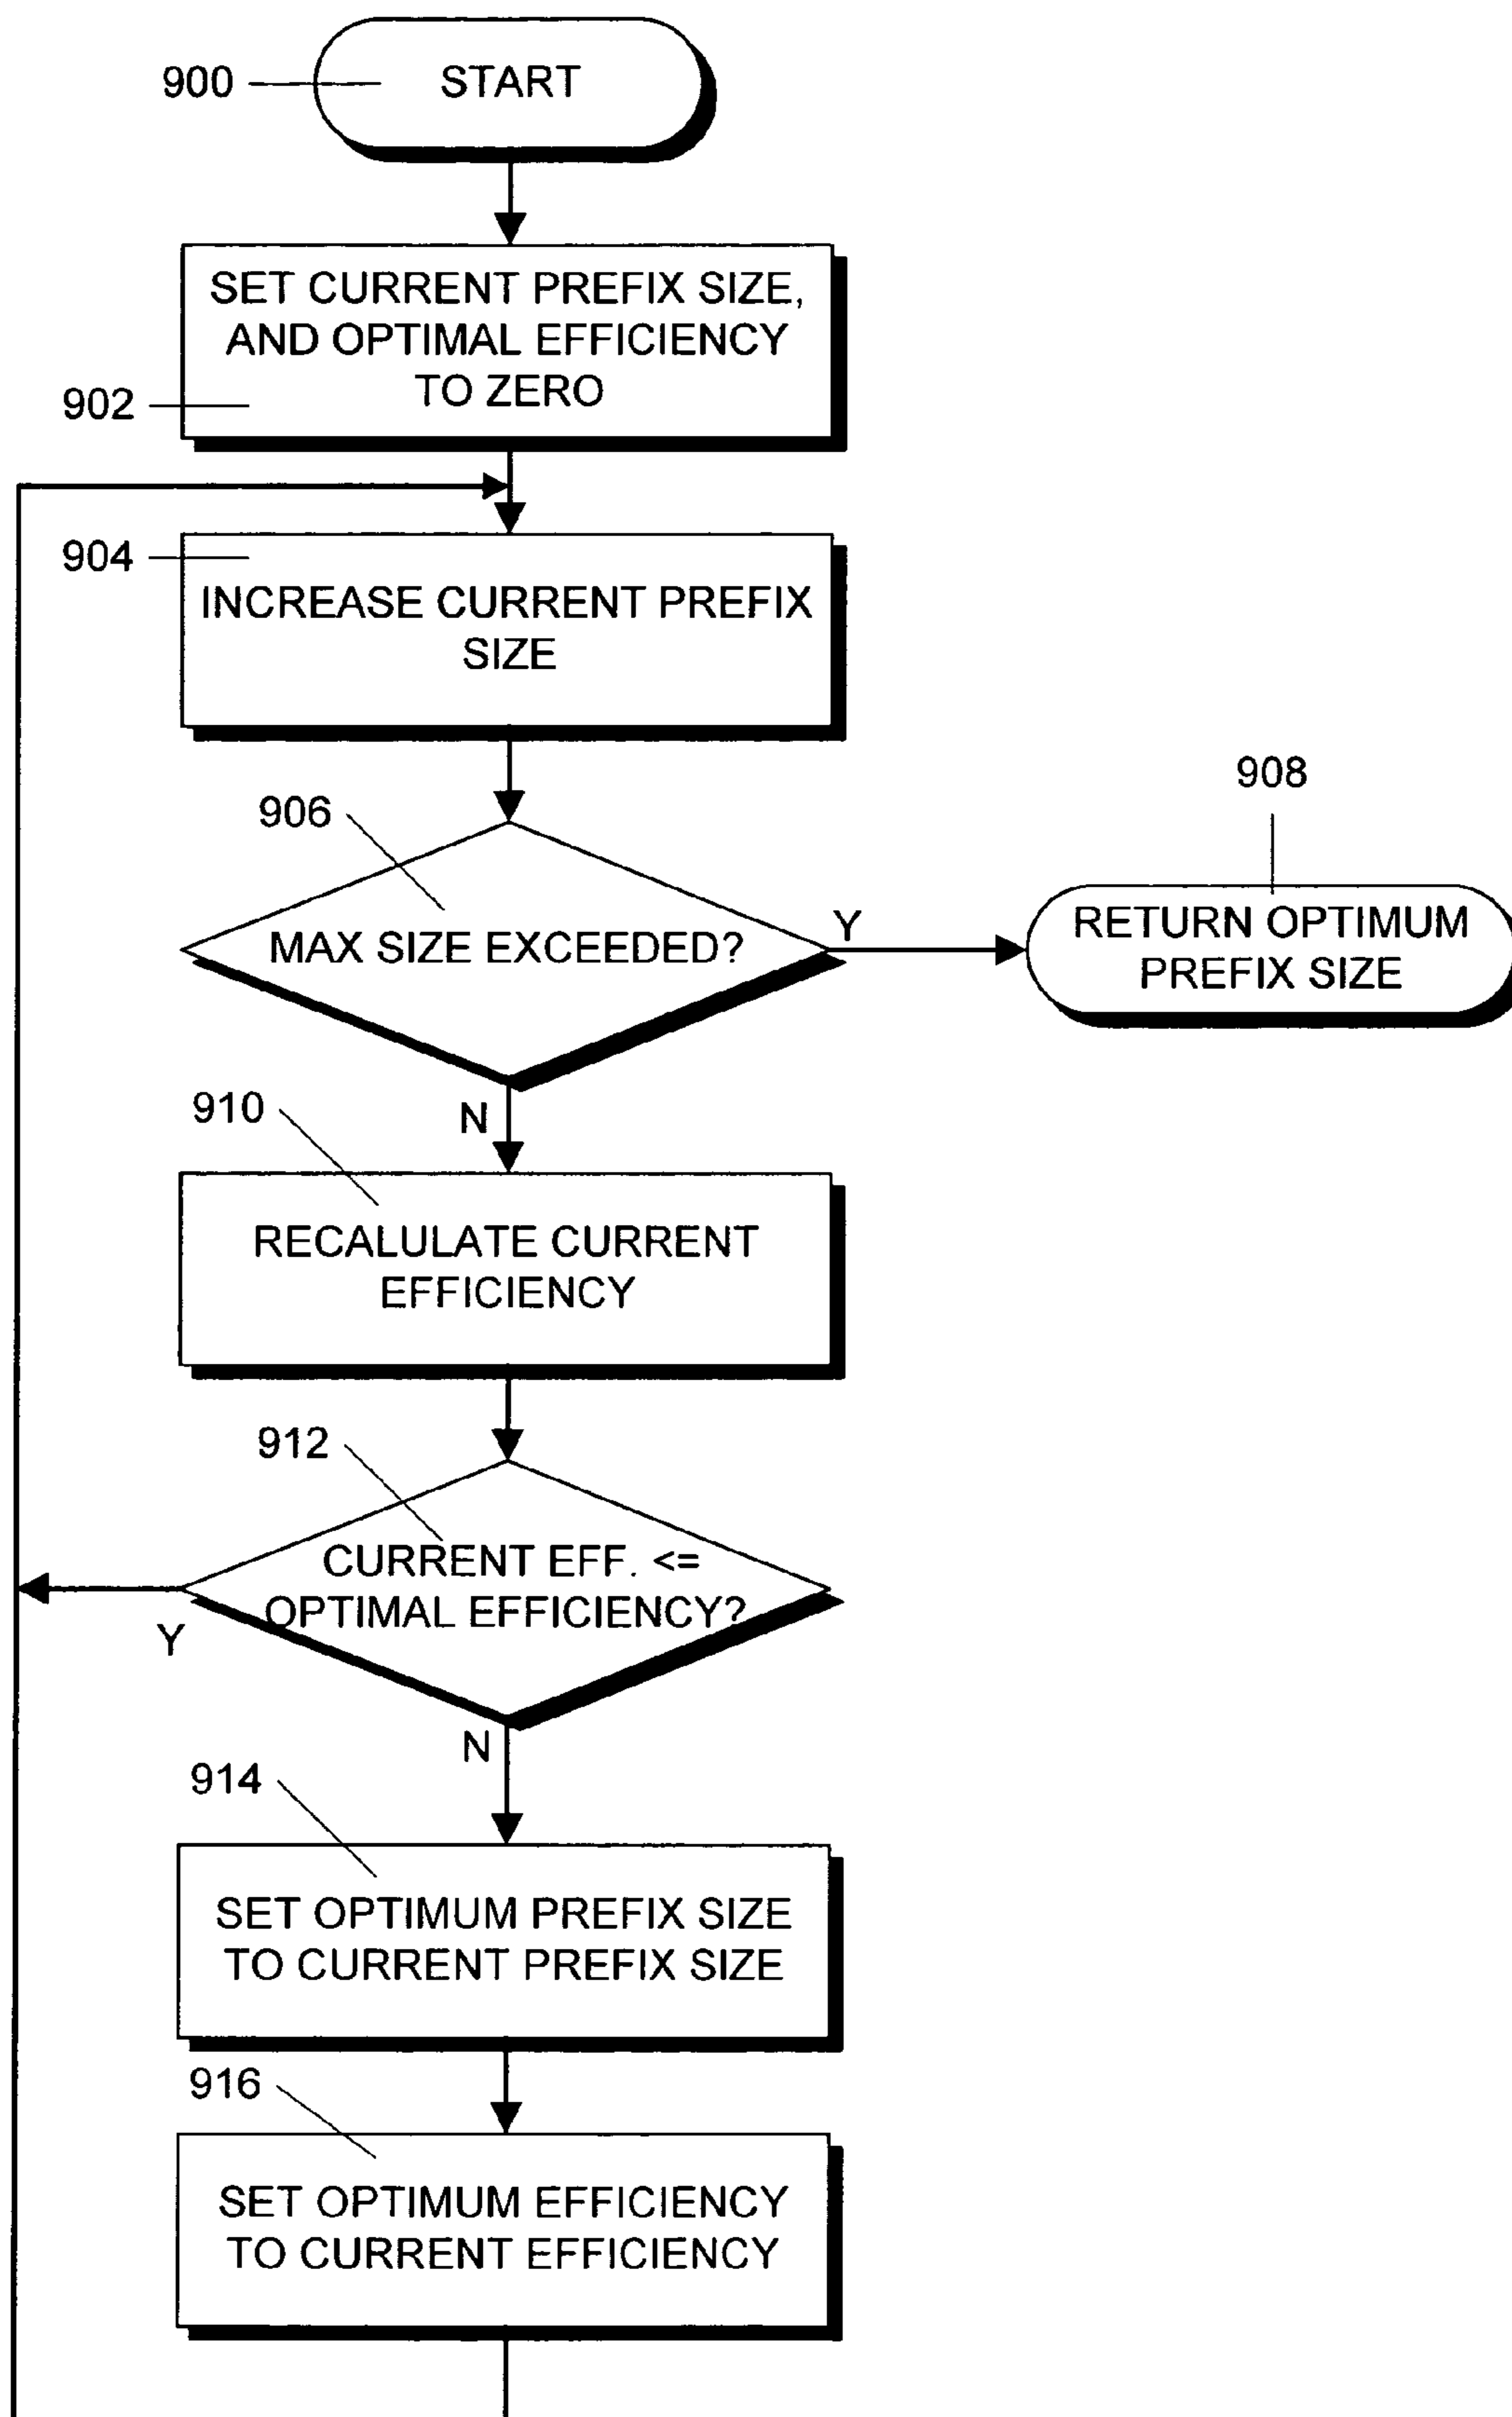 900
START
SET CURRENT PREFIX SIZE,
AND OPTIMAL EFFICIENCY
TO ZERO
902
904
INCREASE CURRENT PREFIX
SIZE
906
MAX SIZE EXCEEDED?
Y
908
RETURN OPTIMUM
PREFIX SIZE
N
910
RECALULATE CURRENT
EFFICIENCY
912
CURRENT EFF. <=
OPTIMAL EFFICIENCY?
Y
N
914
SET OPTIMUM PREFIX SIZE
TO CURRENT PREFIX SIZE
916
SET OPTIMUM EFFICIENCY
TO CURRENT EFFICIENCY